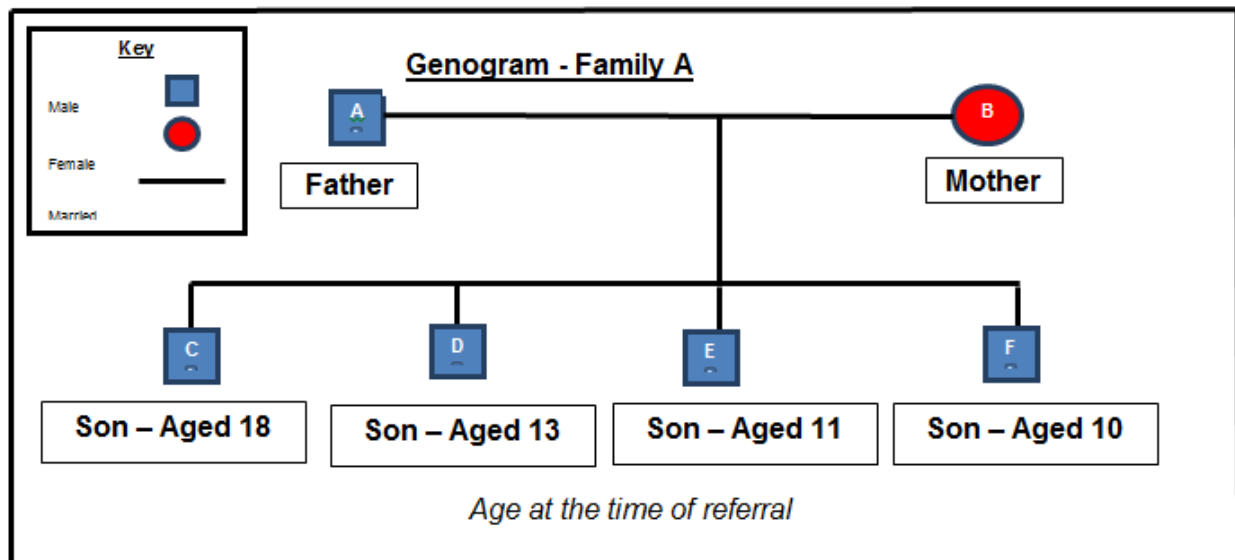 Key
Male
Female
Married
Genogram - Family A
A
B
Father
Mother
C
D
E
F
Son – Aged 18
Son – Aged 13
Son – Aged 11
Son – Aged 10
Age at the time of referral